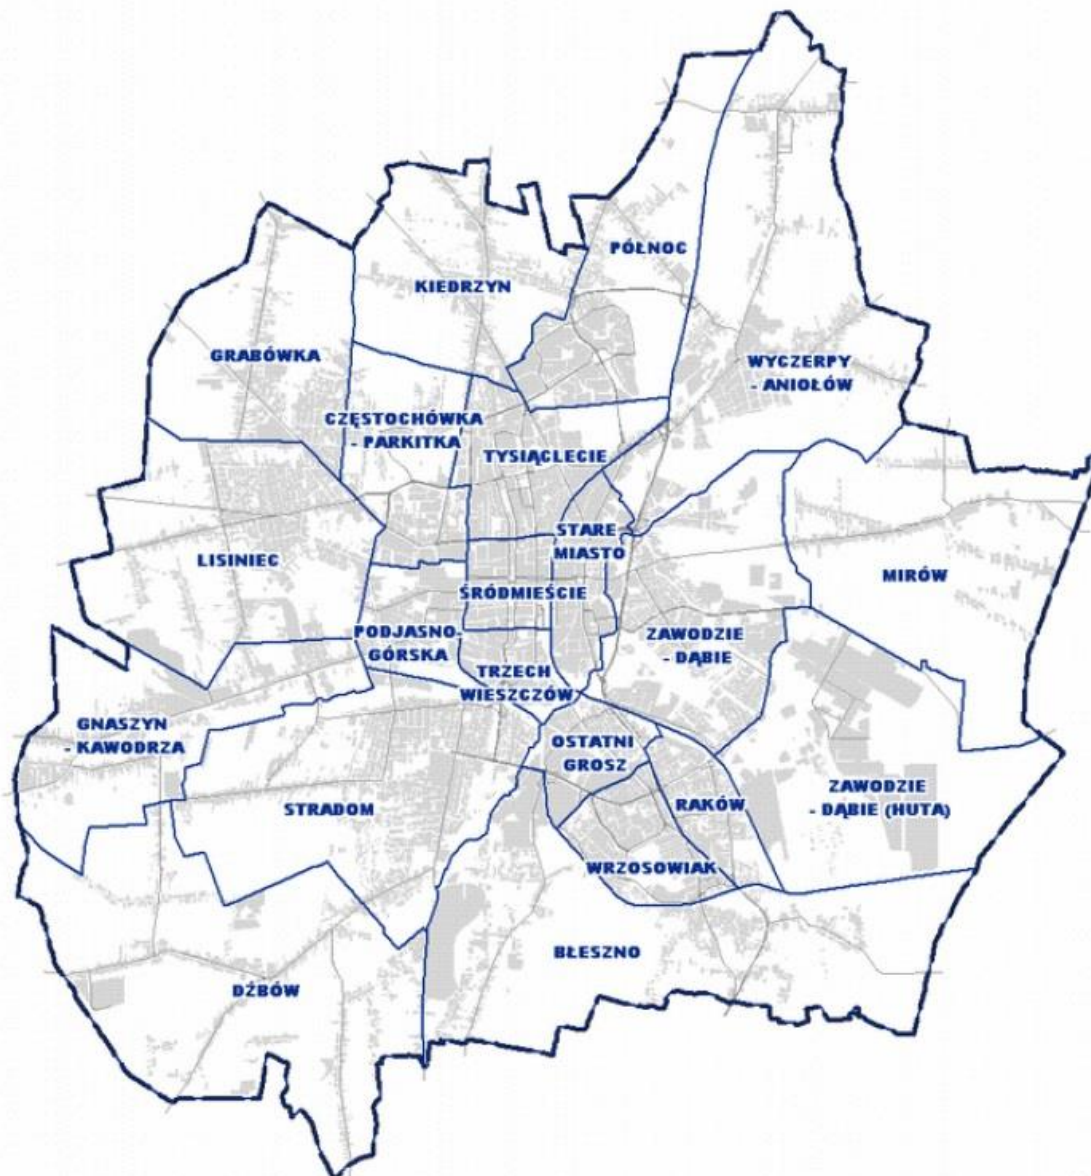 PÓŁNOC
KIEDRZYN
GRABÓWKA
WYCZERPY
- ANIOŁÓW
CZĘSTOCHÓWKA
- PARKITKA
TYSIĄCLECIE
STARE
MIASTO
LISINIEC
MIRÓW
ŚRÓDMIEŚCIE
PODJASNO-
GÓRSKA
ZAWODZIE
- DĄBIE
TRZECH
WIESZCZÓW
GNASZYN
- KAWODRZA
OSTATNI
GROSZ
STRADOM
RAKÓW
ZAWODZIE
- DĄBIE (HUTA)
WRZOSOWIAK
BŁESZNO
DŹBÓW